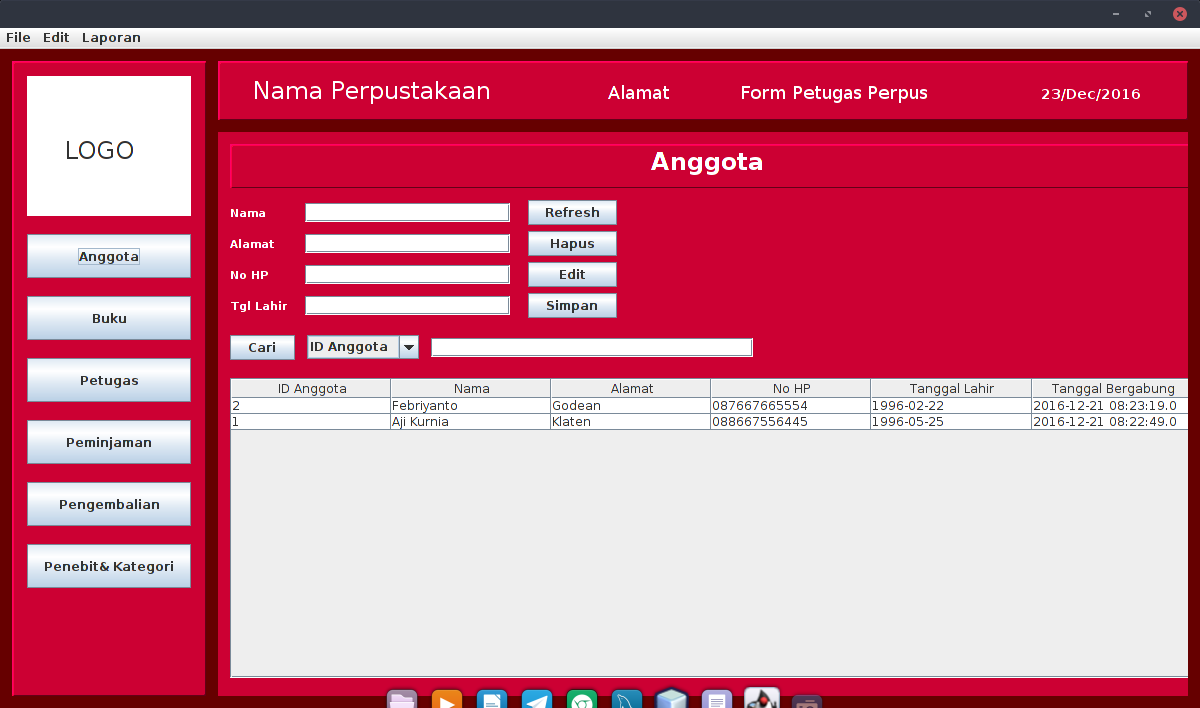 File Edit Laporan
LOGO
Nama Perpustakaan Alamat Form Petugas Perpus 23/Dec/2016
Anggota
Buku
Petugas
Peminjaman
Pengembalian
Penebit& Kategori
Anggota
Nama Refresh
Alamat Hapus
No HP Edit
Tgl Lahir Simpan
Cari ID Anggota
ID Anggota Nama Alamat No HP Tanggal Lahir Tanggal Bergabung
2 Febriyanto Godean 087667665554 1996-02-22 2016-12-21 08:23:19.0
1 Aji Kurnia Klaten 088667556445 1996-05-25 2016-12-21 08:22:49.0